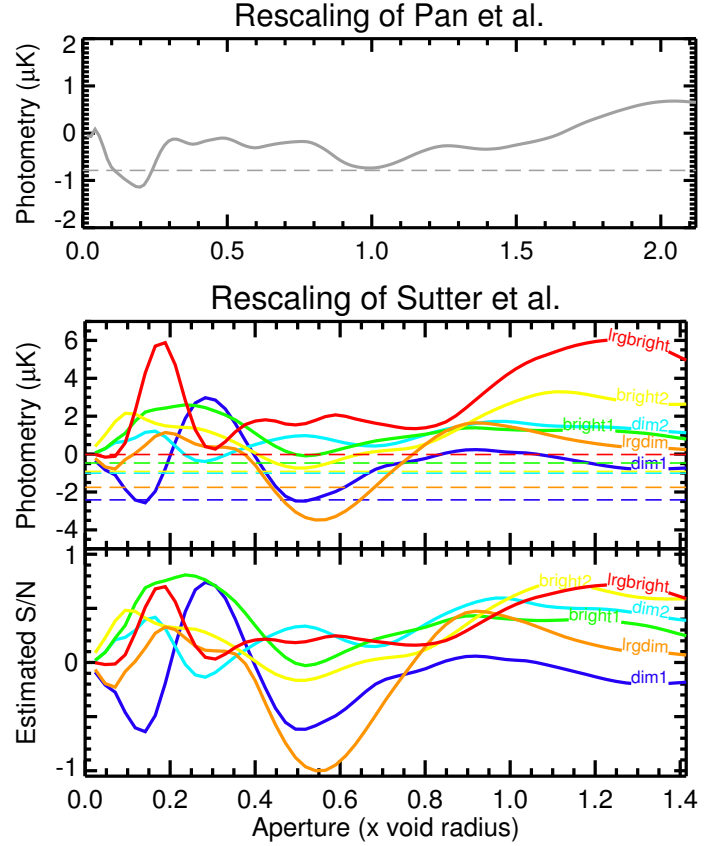 Rescaling of Pan et al.
Photometry (μK)
2
1
0
-1
-2
0.0 0.5 1.0 1.5 2.0
Rescaling of Sutter et al.
Photometry (μK)
6
4
2
0
-2
-4
lrgbright
bright2
dim2
bright1
lrgdim
dim1
Estimated S/N
1
0
-1
bright2
lrgbright
dim2
bright1
lrgdim
dim1
0.0 0.2 0.4 0.6 0.8 1.0 1.2 1.4
Aperture (x void radius)